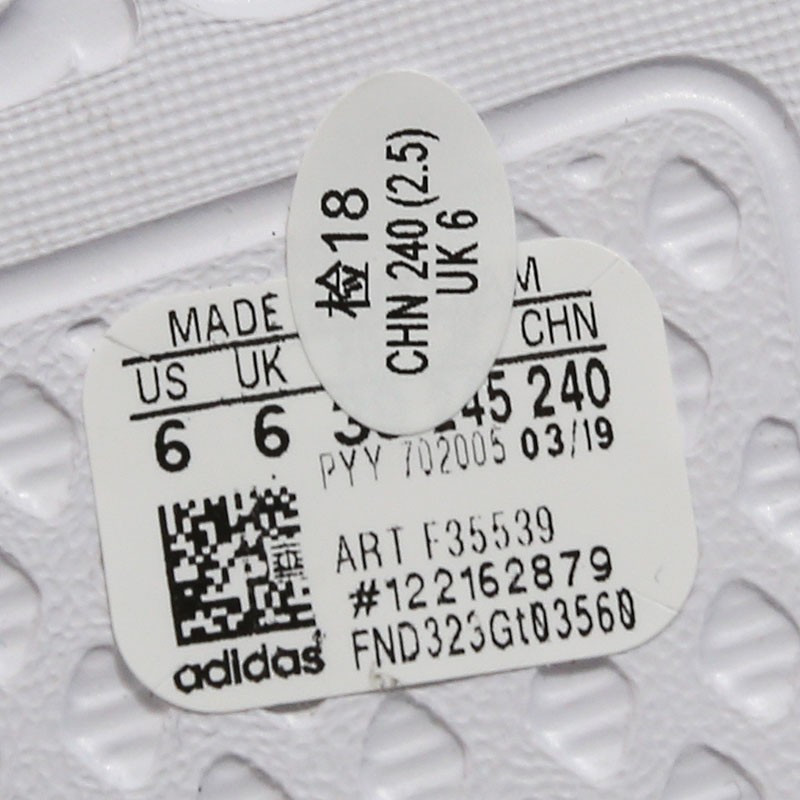 检18
CHN 240 (2.5)
UK 6
MADE M
US UK CHN
6 6 45 240
PYY 702005 03/19
ART F35539
#122162879
FND323Gt03560
adidas